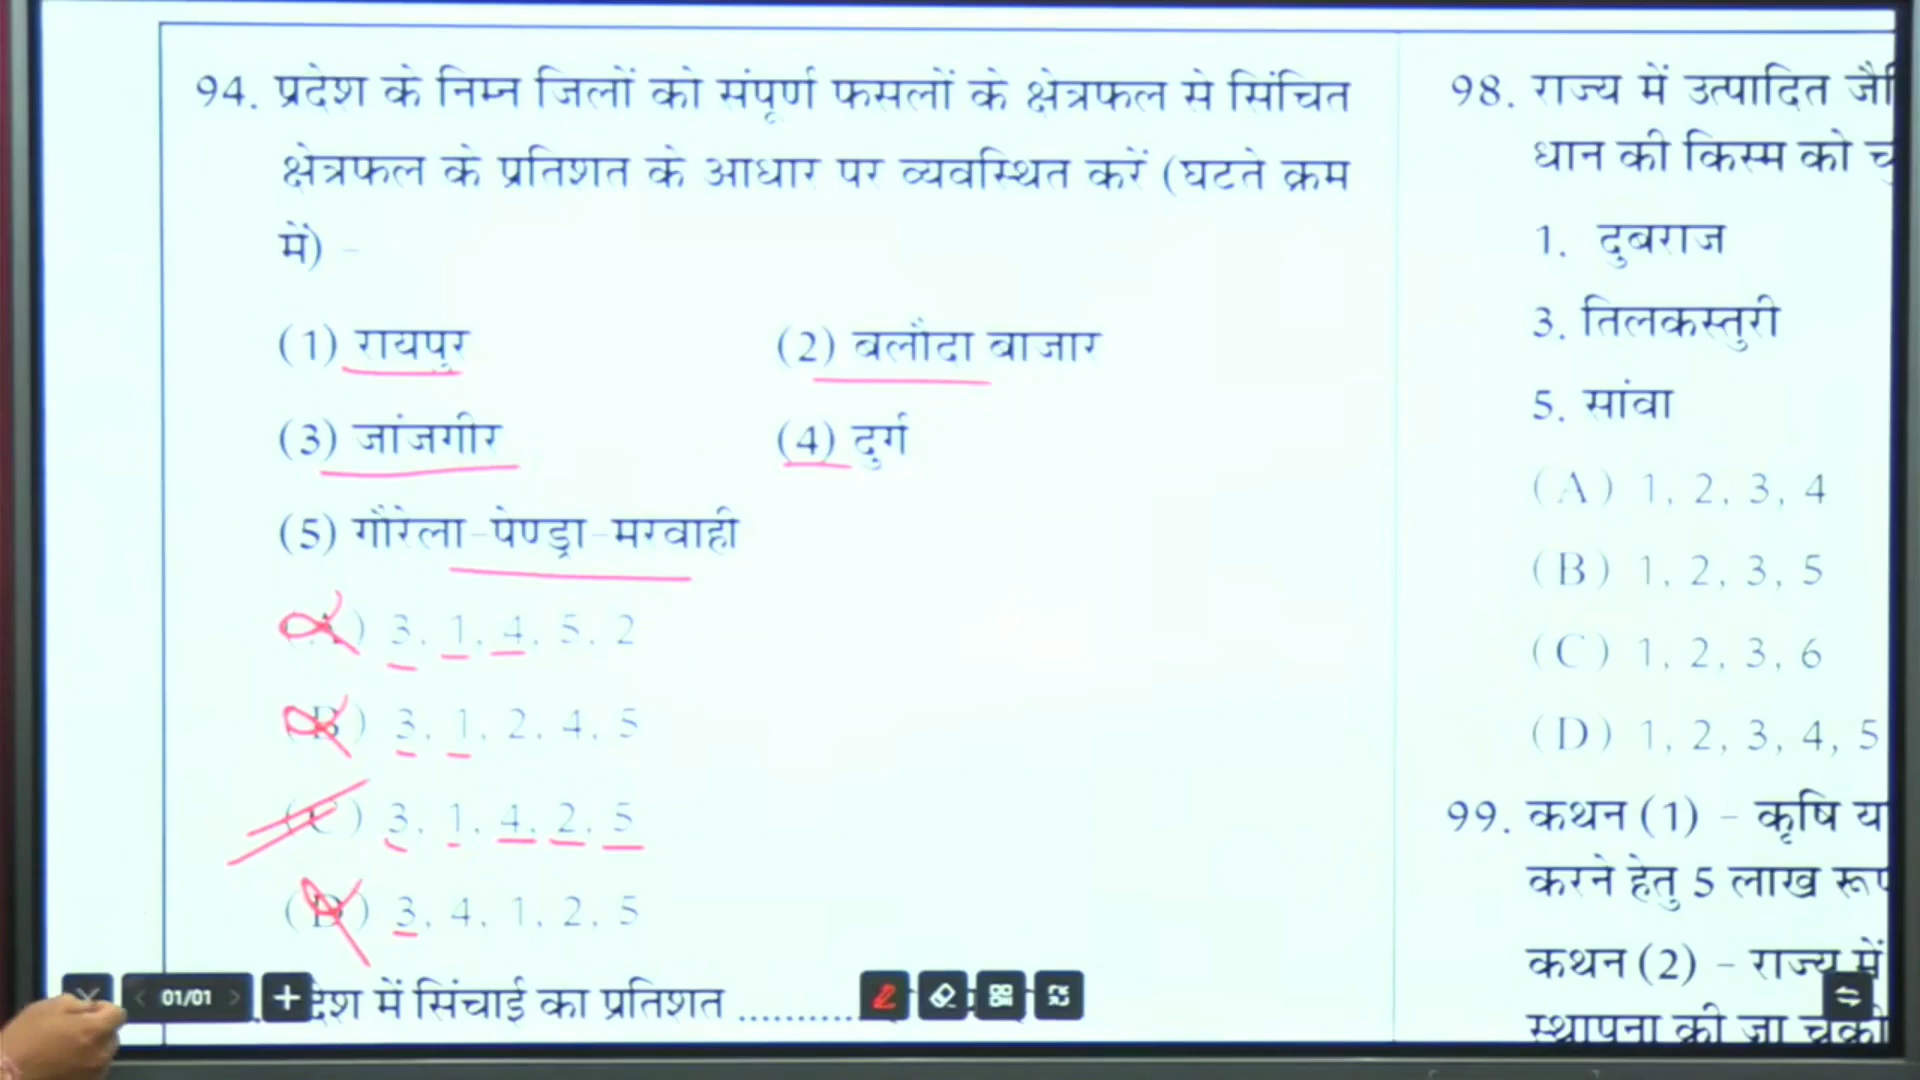 94. प्रदेश के निम्न जिलों को संपूर्ण फसलों के क्षेत्रफल से सिंचित
क्षेत्रफल के प्रतिशत के आधार पर व्यवस्थित करें (घटते क्रम
में) -
(1) रायपुर (2) बलौदा बाजार
(3) जांजगीर (4) दुर्ग
(5) गौरेला-पेण्ड्रा-मरवाही
3, 1, 4, 5, 2
(B) 3, 1, 2, 4, 5
(C) 3, 1, 4, 2, 5
(D) 3, 4, 1, 2, 5
में सिंचाई का प्रतिशत ...........
01/01
98. राज्य में उत्पादित
धान की किस्म को
1. दुबराज
3. तिलकस्तुरी
5. सांवा
(A) 1, 2, 3, 4
(B) 1, 2, 3, 5
(C) 1, 2, 3, 6
(D) 1, 2, 3, 4, 5
99. कथन (1) - कृषि
करने हेतु 5 लाख
कथन (2) - राज्य में
स्थापना की जा